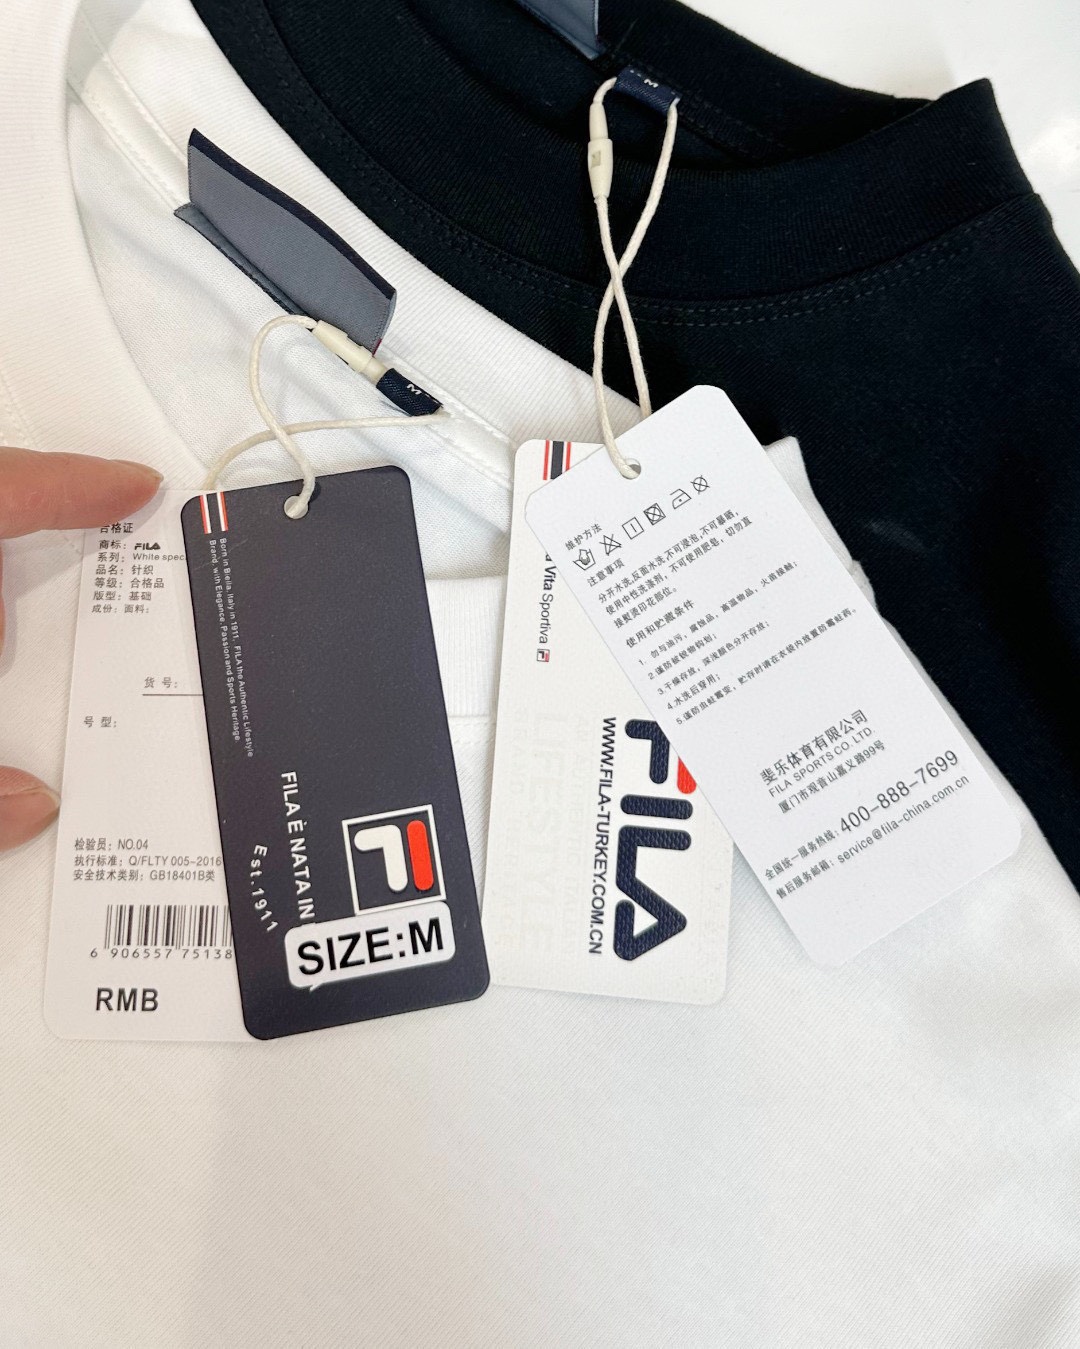 M
M
合格证
商标: FILA
系列: White spec
品名: 针织
等级: 合格品
版型: 基础
成份: 面料:
货 号:
号 型:
检验员: NO.04
执行标准: Q/FLTY 005-2016
安全技术类别: GB18401B类
6 906557 75138
RMB
Born in Biella, Italy in 1911, FILA the Authentic Lifestyle
Brand, with Elegance, Passion and Sports Heritage
FILA È NATA IN
Est.1911
SIZE:M
Vita Sportiva
FILA
WWW.FILA-TURKEY.COM.CN
维护方法
注意事项
分开水洗,反面水洗,不可浸泡,不可暴晒,
使用中性洗涤剂, 不可使用肥皂, 切勿直
接熨烫印花部位。
使用和贮藏条件
1. 勿与油污, 腐蚀品, 高温物品, 火直接触;
2.谨防被锐物钩划;
3.干燥存放, 深浅颜色分开存放;
4.水洗后穿用;
5.谨防虫蛀霉变, 贮存时请在衣装内放置防霉蛀药。
斐乐体育有限公司
FILA SPORTS CO. LTD.
厦门市观音山嘉义路99号
全国统一服务热线: 400-888-7699
售后服务邮箱: service@fila-china.com.cn